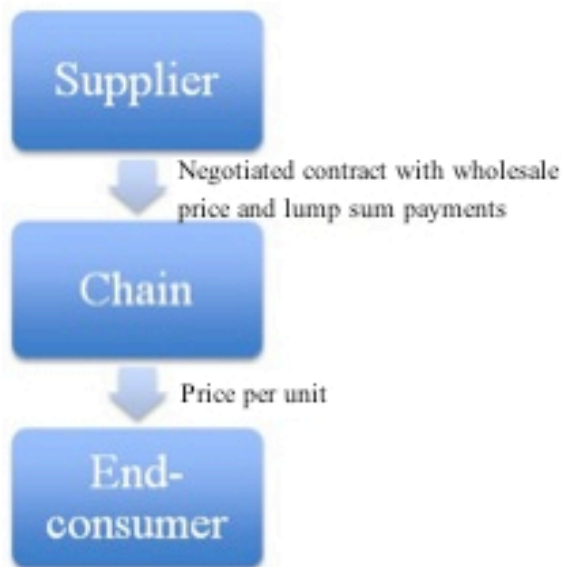 Supplier
Negotiated contract with wholesale
price and lump sum payments
Chain
Price per unit
End-
consumer